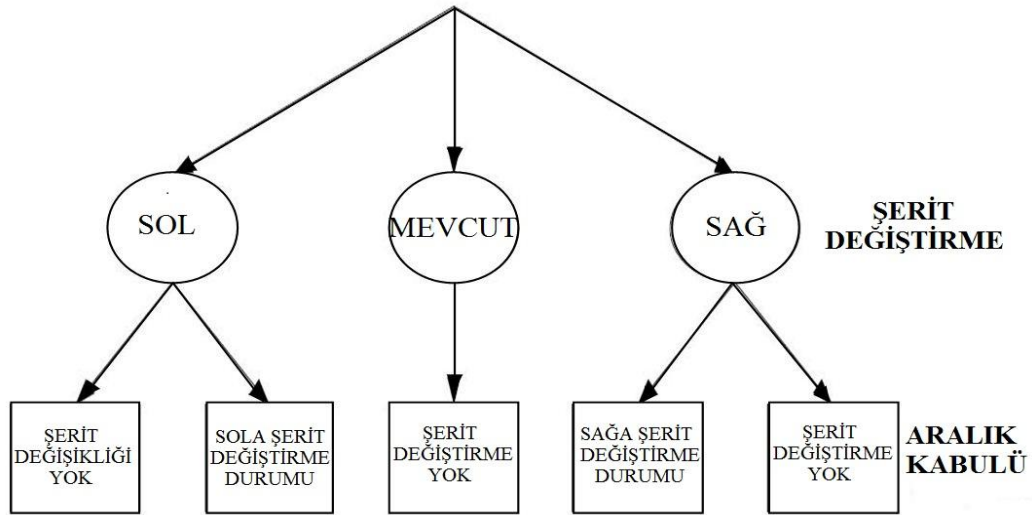 SOL
MEVCUT
SAĞ
ŞERİT
DEĞİŞTİRME
ŞERİT
DEĞİŞİKLİĞİ
YOK
SOLA ŞERİT
DEĞİŞTİRME
DURUMU
ŞERİT
DEĞİŞTİRME
YOK
SAĞA ŞERİT
DEĞİŞTİRME
DURUMU
ŞERİT
DEĞİŞTİRME
YOK
ARALIK
KABULÜ